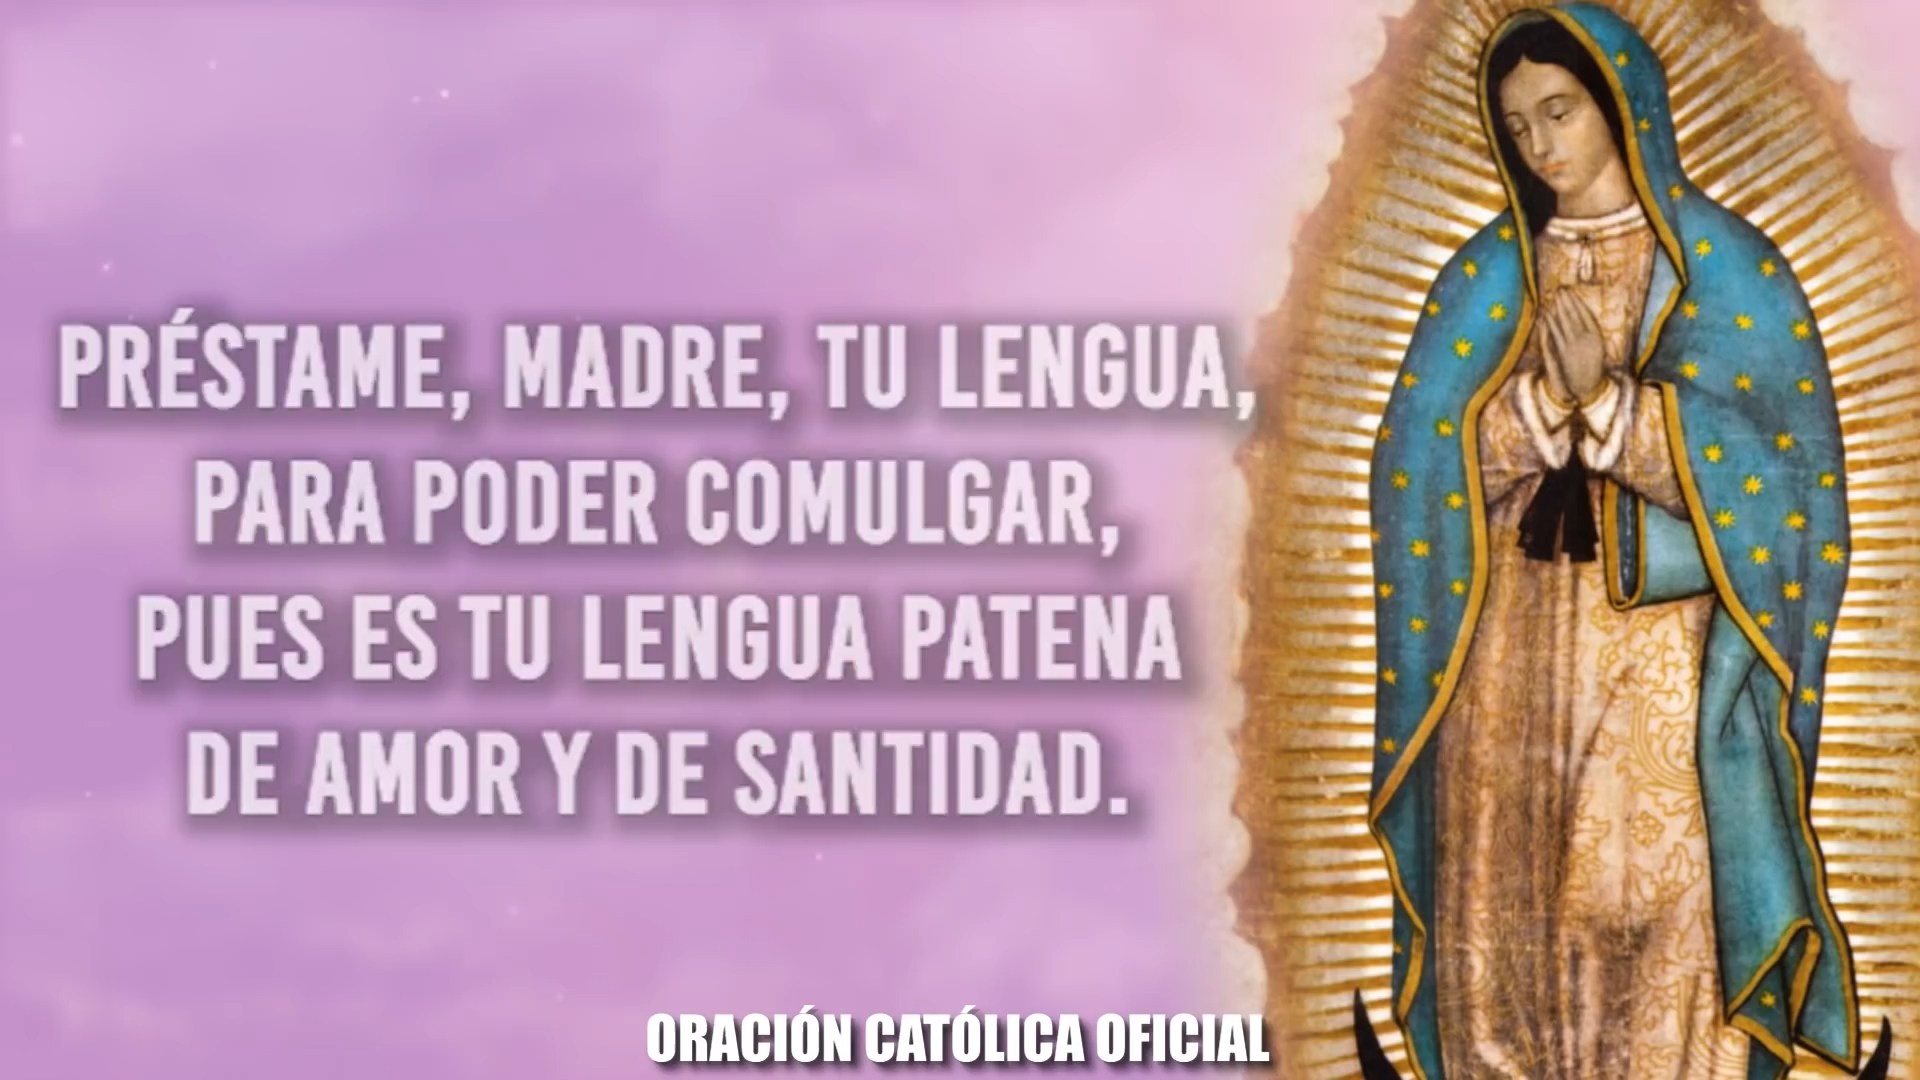 PRÉSTAME, MADRE, TU LENGUA,
PARA PODER COMULGAR,
PUES ES TU LENGUA PATENA
DE AMOR Y DE SANTIDAD.
ORACIÓN CATÓLICA OFICIAL